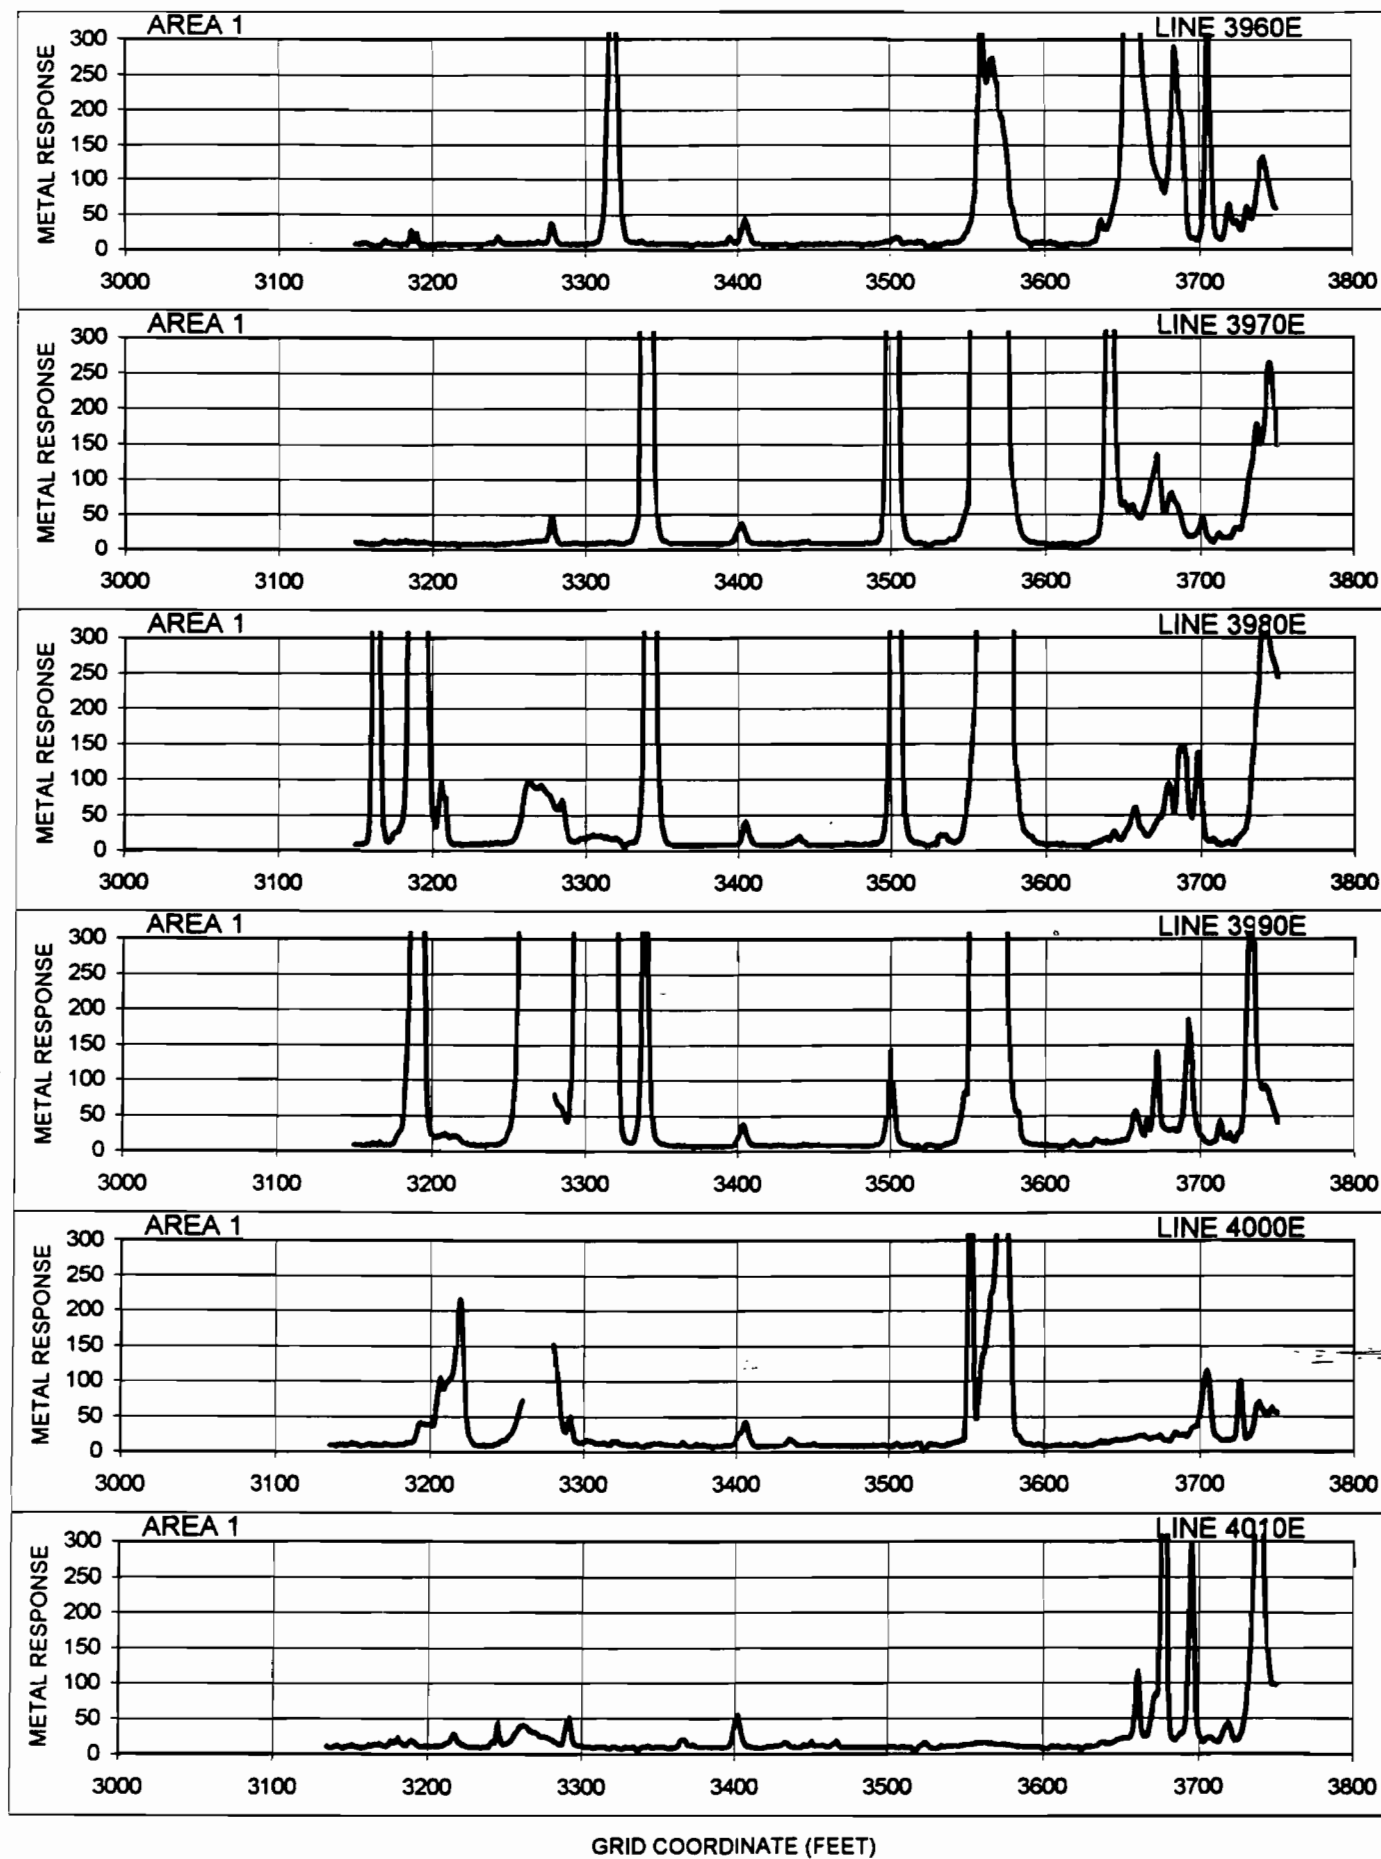 AREA 1 LINE 3960E
METAL RESPONSE
300
250
200
150
100
50
0
3000 3100 3200 3300 3400 3500 3600 3700 3800
AREA 1 LINE 3970E
METAL RESPONSE
300
250
200
150
100
50
0
3000 3100 3200 3300 3400 3500 3600 3700 3800
AREA 1 LINE 3980E
METAL RESPONSE
300
250
200
150
100
50
0
3000 3100 3200 3300 3400 3500 3600 3700 3800
AREA 1 LINE 3990E
METAL RESPONSE
300
250
200
150
100
50
0
3000 3100 3200 3300 3400 3500 3600 3700 3800
AREA 1 LINE 4000E
METAL RESPONSE
300
250
200
150
100
50
0
3000 3100 3200 3300 3400 3500 3600 3700 3800
AREA 1 LINE 4010E
METAL RESPONSE
300
250
200
150
100
50
0
3000 3100 3200 3300 3400 3500 3600 3700 3800
GRID COORDINATE (FEET)